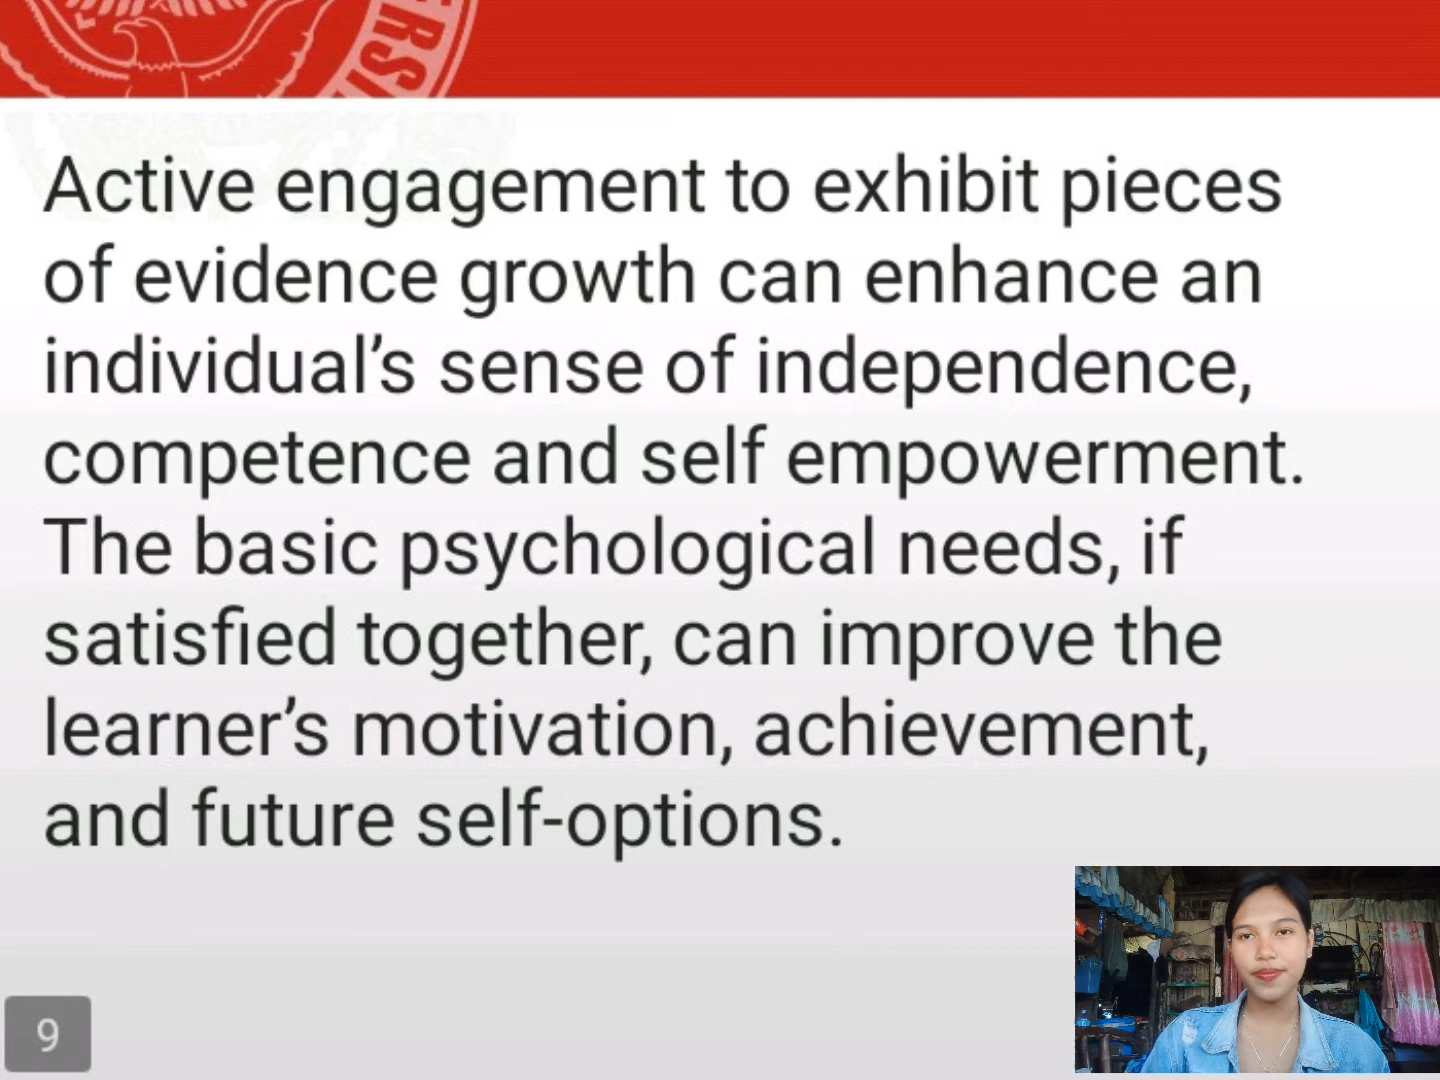 Active engagement to exhibit pieces
of evidence growth can enhance an
individual’s sense of independence,
competence and self empowerment.
The basic psychological needs, if
satisfied together, can improve the
learner’s motivation, achievement,
and future self-options.
9